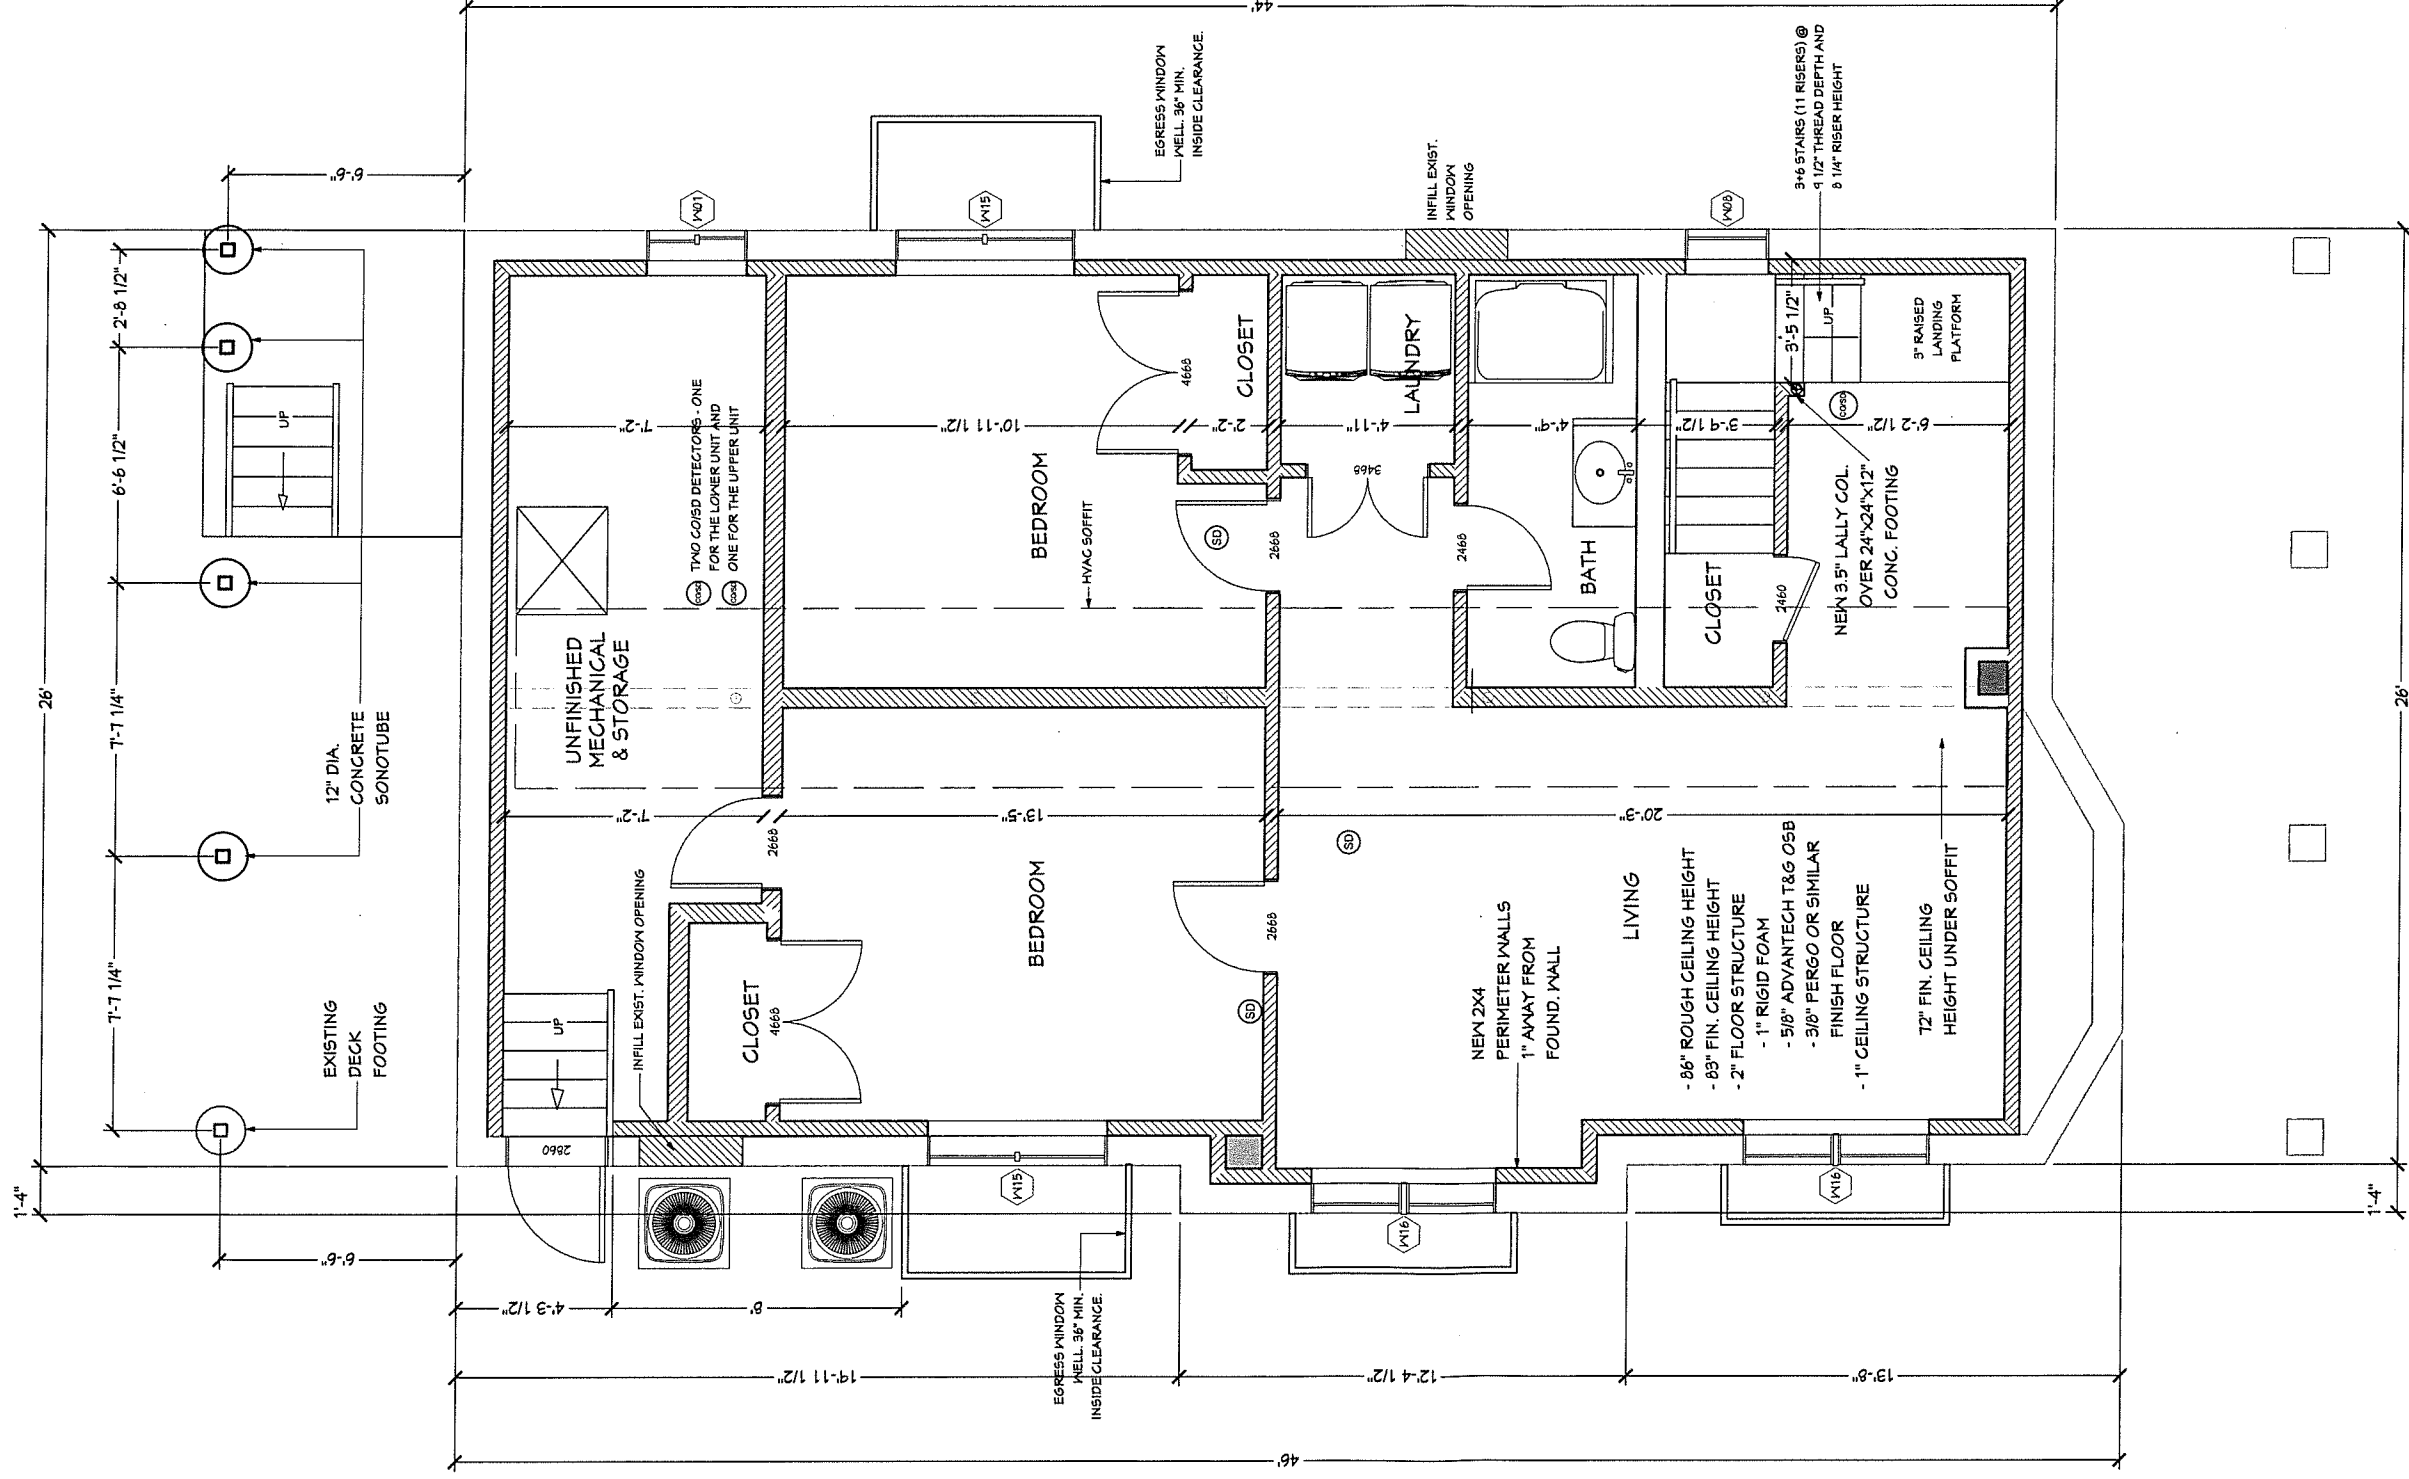 44'
26'
1'-4"
2'-8 1/2"
6'-6 1/2"
7'-7 1/4"
7'-7 1/4"
6'-6"
UP
12" DIA.
CONCRETE
SONOTUBE
EXISTING
DECK
FOOTING
6'-6"
EGRESS WINDOW
WELL. 36" MIN.
INSIDE CLEARANCE.
INFILL EXIST.
WINDOW
OPENING
3+6 STAIRS (11 RISERS) @
9 1/2" THREAD DEPTH AND
8 1/4" RISER HEIGHT
W01
W15
W08
UNFINISHED
MECHANICAL
& STORAGE
7'-2"
TWO CO/SD DETECTORS - ONE
FOR THE LOWER UNIT AND
ONE FOR THE UPPER UNIT
CO/SD
CO/SD
BEDROOM
10'-11 1/2"
HVAC SOFFIT
4668
CLOSET
2'-2"
SD
2668
LAUNDRY
4'-11"
3468
2468
BATH
4'-9"
CLOSET
3'-9 1/2"
2460
3'-5 1/2"
UP
3" RAISED
LANDING
PLATFORM
CO/SD
6'-2 1/2"
NEW 3.5" LALLY COL.
OVER 24"x24"x12"
CONC. FOOTING
7'-2"
2668
13'-5"
20'-3"
INFILL EXIST. WINDOW OPENING
UP
2860
CLOSET
4668
BEDROOM
SD
2668
SD
LIVING
NEW 2X4
PERIMETER WALLS
1" AWAY FROM
FOUND. WALL
- 86" ROUGH CEILING HEIGHT
- 83" FIN. CEILING HEIGHT
- 2" FLOOR STRUCTURE
- 1" RIGID FOAM
- 5/8" ADVANTECH T&G OSB
- 3/8" PERGO OR SIMILAR
FINISH FLOOR
- 1" CEILING STRUCTURE
72" FIN. CEILING
HEIGHT UNDER SOFFIT
W15
W16
W16
EGRESS WINDOW
WELL. 36" MIN.
INSIDE CLEARANCE.
4'-3 1/2"
8'
19'-11 1/2"
12'-4 1/2"
13'-8"
46'
26'
1'-4"